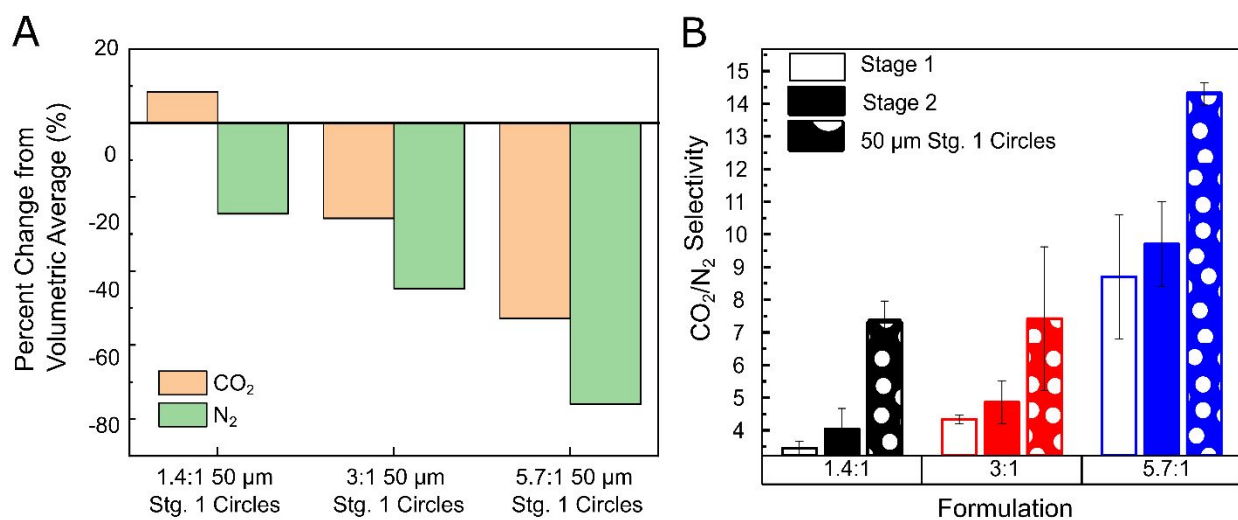 A
Percent Change from
Volumetric Average (%)
20
0
-20
-40
-60
-80
CO₂
N₂
1.4:1 50 µm
Stg. 1 Circles
3:1 50 µm
Stg. 1 Circles
5.7:1 50 µm
Stg. 1 Circles
B
CO₂/N₂ Selectivity
15
14
13
12
11
10
9
8
7
6
5
4
Stage 1
Stage 2
50 µm Stg. 1 Circles
1.4:1
3:1
5.7:1
Formulation